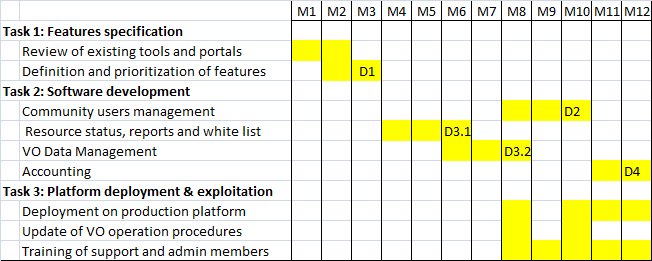 M1 M2 M3 M4 M5 M6 M7 M8 M9 M10 M11 M12
Task 1: Features specification
Review of existing tools and portals
Definition and prioritization of features D1
Task 2: Software development
Community users management D2
Resource status, reports and white list D3.1
VO Data Management D3.2
Accounting D4
Task 3: Platform deployment & exploitation
Deployment on production platform
Update of VO operation procedures
Training of support and admin members